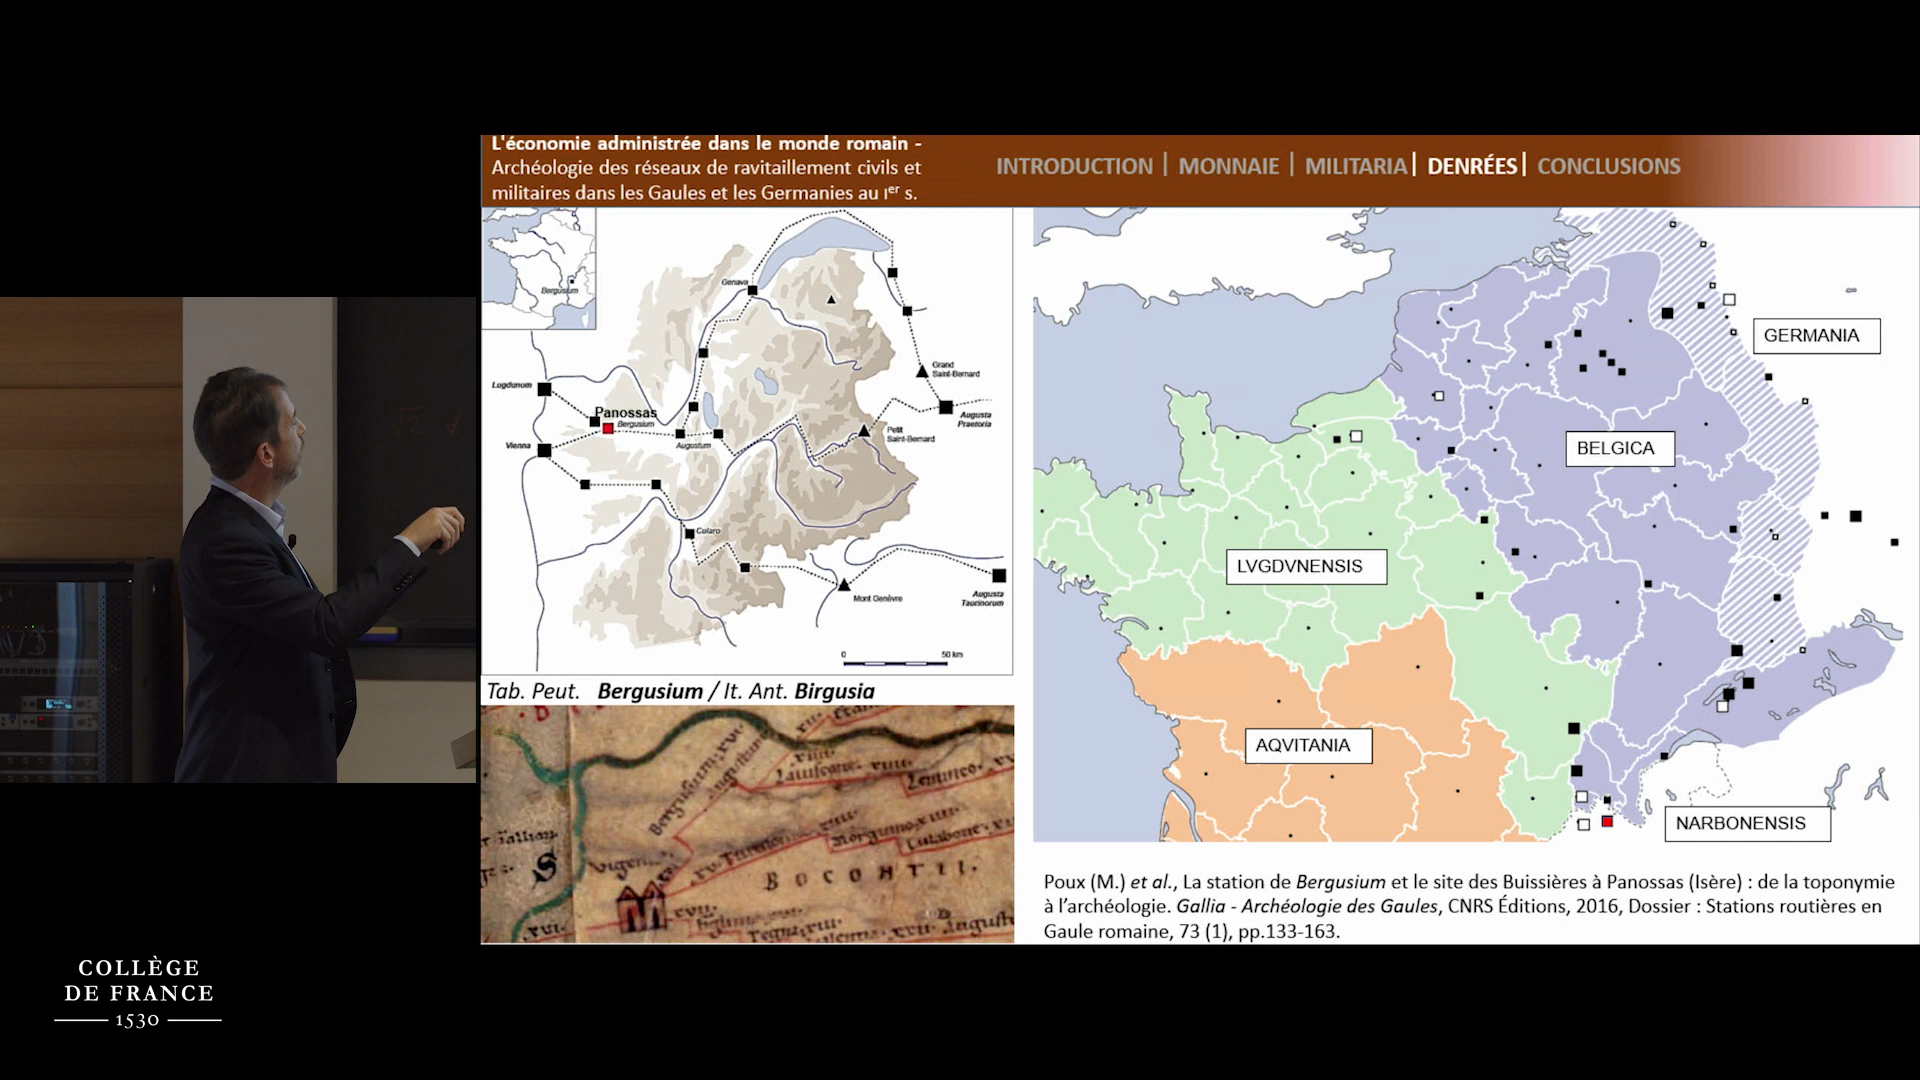 L'économie administrée dans le monde romain -
Archéologie des réseaux de ravitaillement civils et
militaires dans les Gaules et les Germanies au Ier s.
INTRODUCTION | MONNAIE | MILITARIA | DENRÉES | CONCLUSIONS
Bergusium
Genava
Lugdunum
Panossas
Bergusium
Vienna
Augustum
Grand
Saint-Bernard
Augusta
Praetoria
Petit
Saint-Bernard
Cularo
Mont Genèvre
Augusta
Taurinorum
0 50 km
Tab. Peut. Bergusium / It. Ant. Birgusia
BOCONTII.
S
GERMANIA
BELGICA
LVGDVNENSIS
AQVITANIA
NARBONENSIS
Poux (M.) et al., La station de Bergusium et le site des Buissières à Panossas (Isère) : de la toponymie
à l'archéologie. Gallia - Archéologie des Gaules, CNRS Éditions, 2016, Dossier : Stations routières en
Gaule romaine, 73 (1), pp.133-163.
COLLÈGE
DE FRANCE
1530